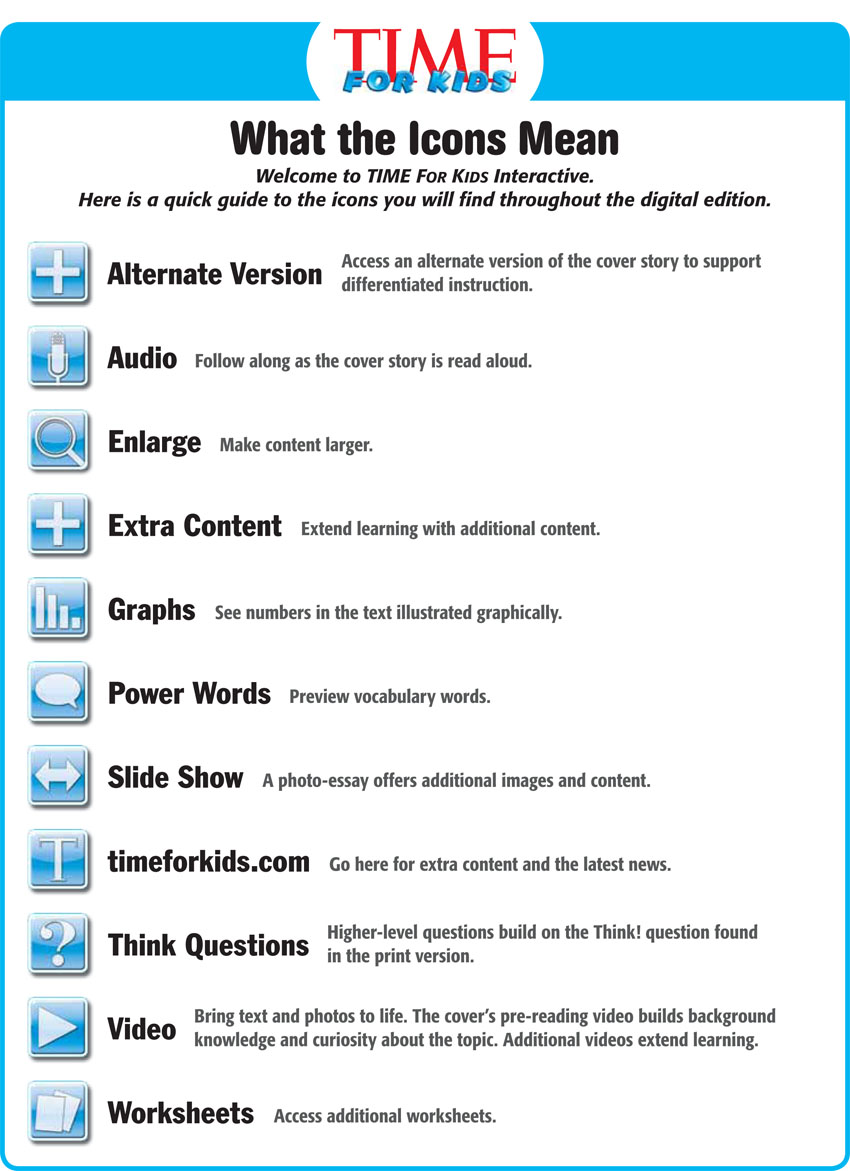 TIME
FOR KIDS
What the Icons Mean
Welcome to TIME FOR KIDS Interactive.
Here is a quick guide to the icons you will find throughout the digital edition.
Alternate Version
Access an alternate version of the cover story to support
differentiated instruction.
Audio Follow along as the cover story is read aloud.
Enlarge Make content larger.
Extra Content Extend learning with additional content.
Graphs See numbers in the text illustrated graphically.
Power Words Preview vocabulary words.
Slide Show A photo-essay offers additional images and content.
T
timeforkids.com Go here for extra content and the latest news.
?
Think Questions
Higher-level questions build on the Think! question found
in the print version.
Video
Bring text and photos to life. The cover’s pre-reading video builds background
knowledge and curiosity about the topic. Additional videos extend learning.
Worksheets Access additional worksheets.